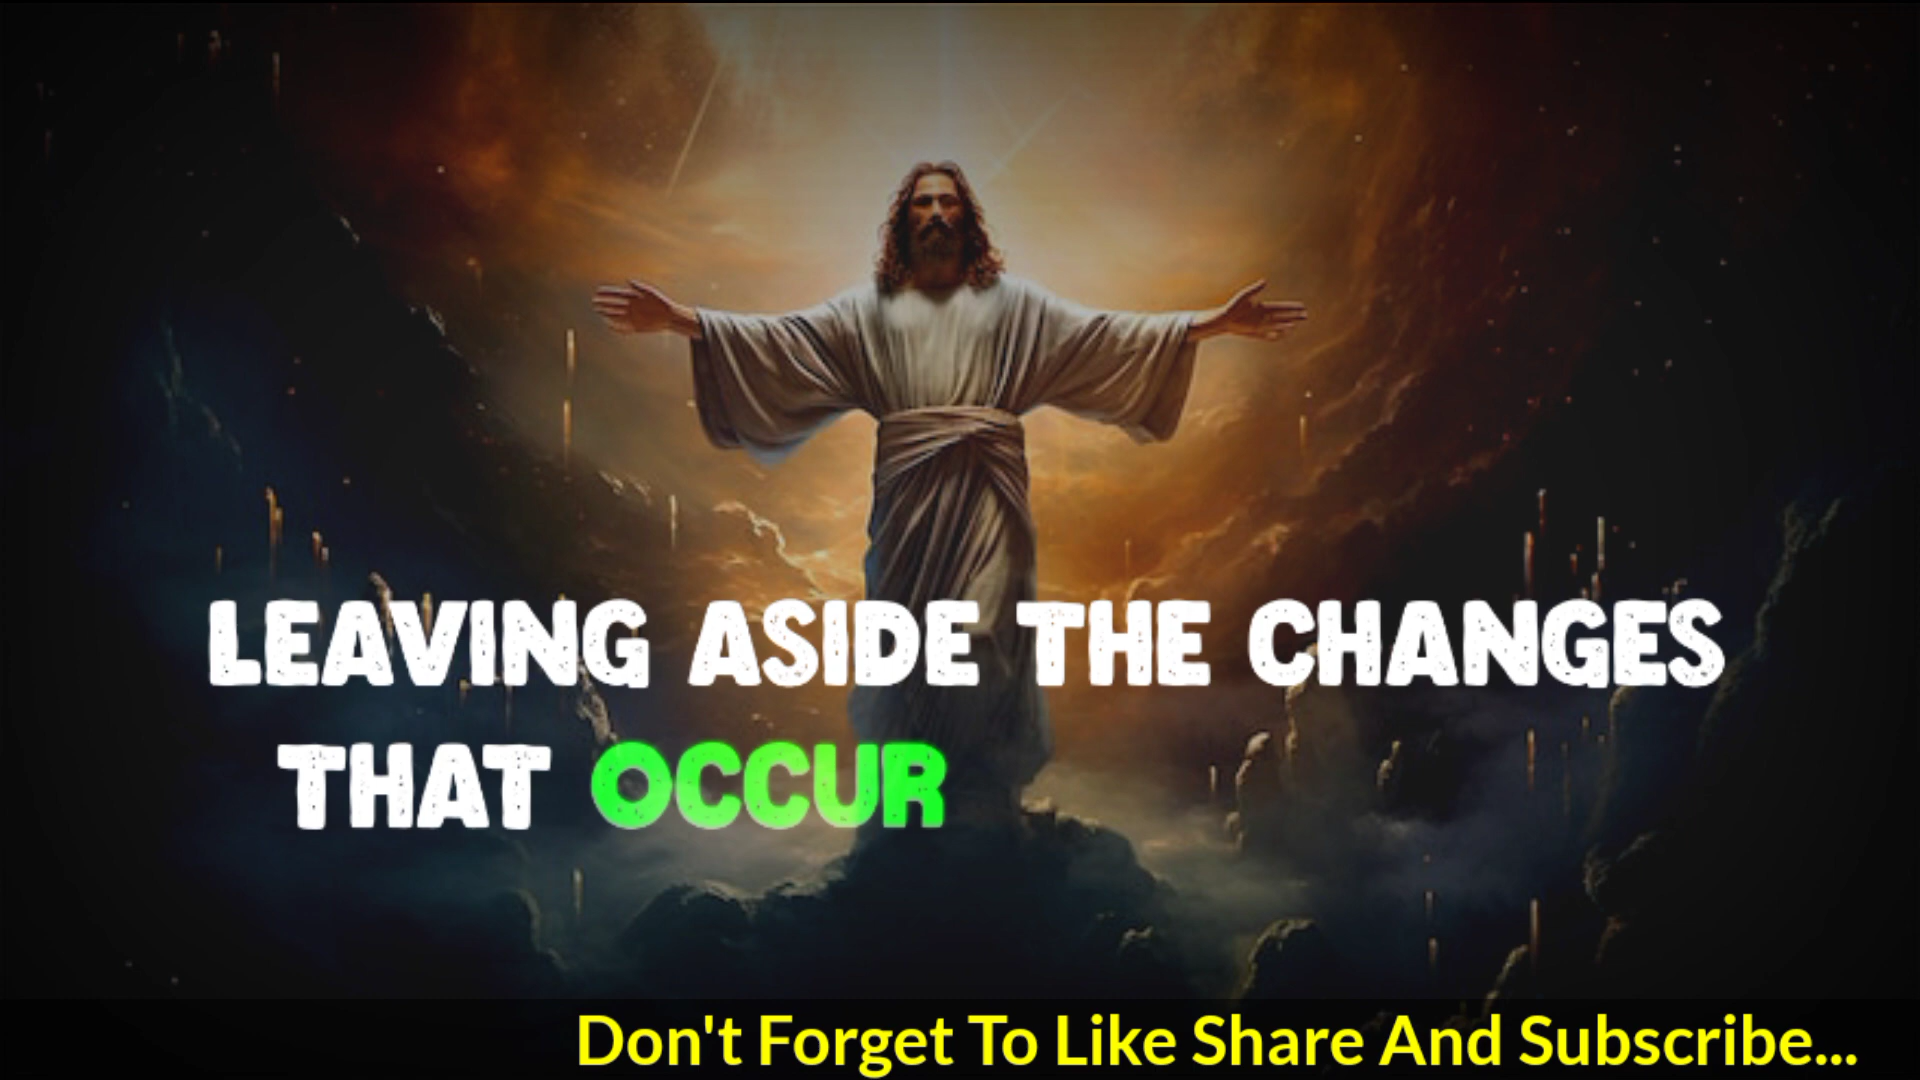 LEAVING ASIDE THE CHANGES
THAT OCCUR
Don't Forget To Like Share And Subscribe...